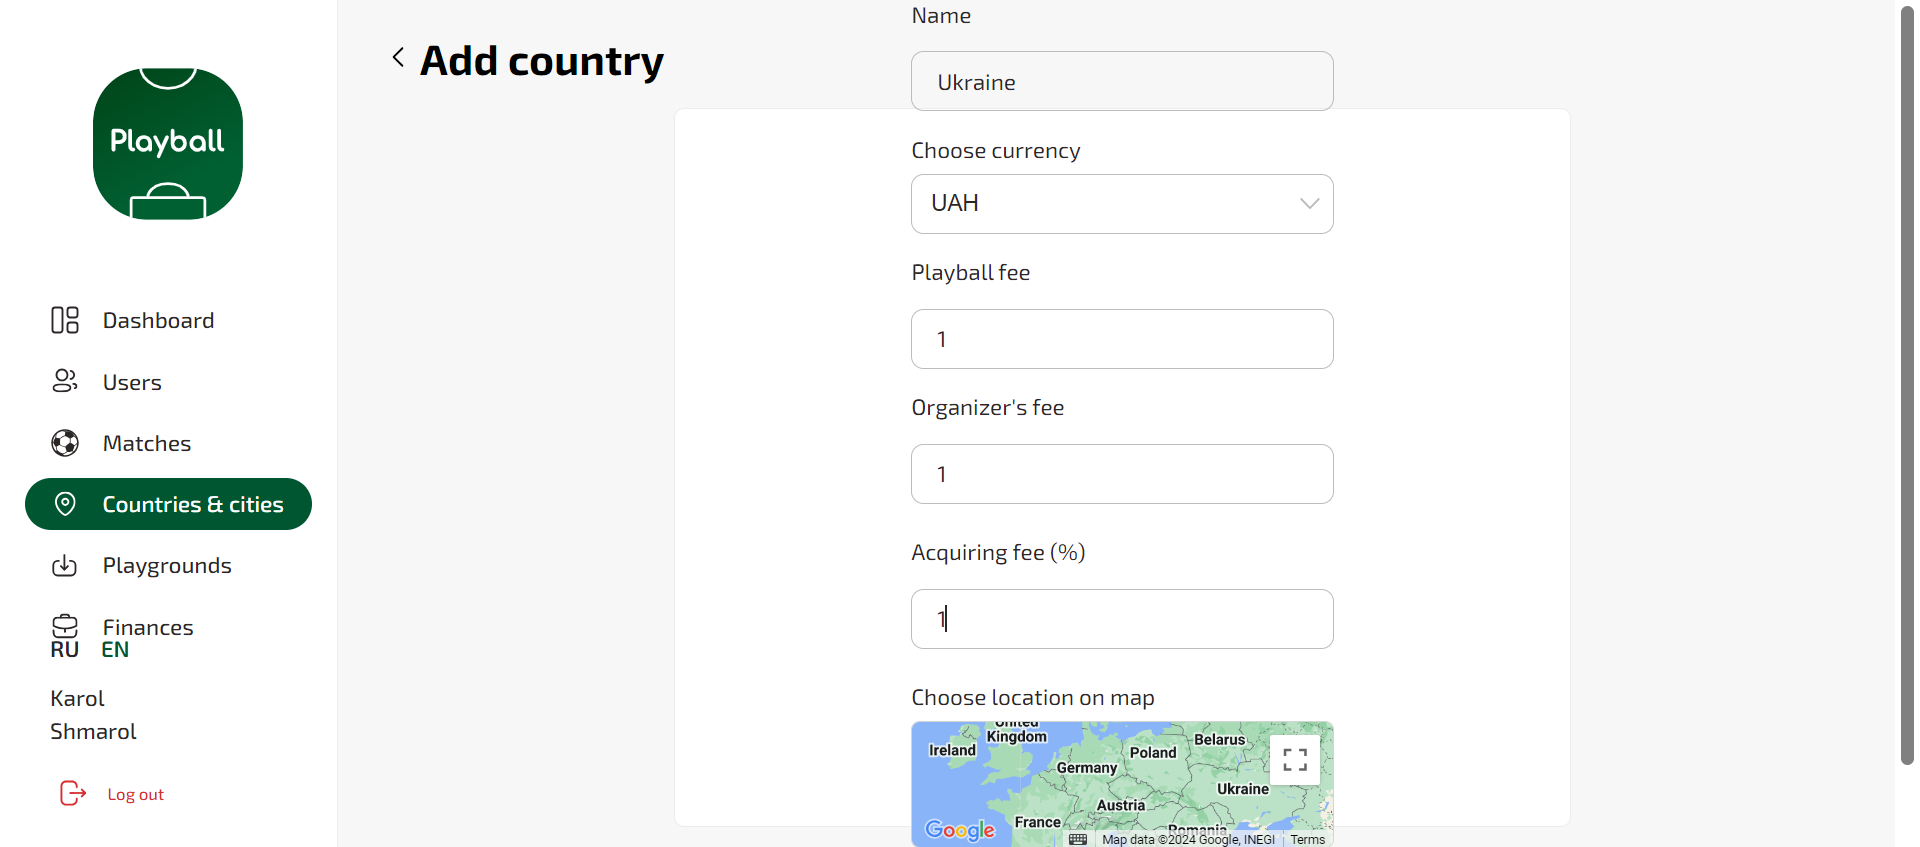 Playball
Dashboard
Users
Matches
Countries & cities
Playgrounds
Finances
RU EN
Karol
Shmarol
Log out
Add country
Name
Ukraine
Choose currency
UAH
Playball fee
1
Organizer's fee
1
Acquiring fee (%)
1
Choose location on map
United
Kingdom
Ireland
Belarus
Poland
Germany
Ukraine
Austria
France
Romania
Google
Map data ©2024 Google, INEGI
Terms